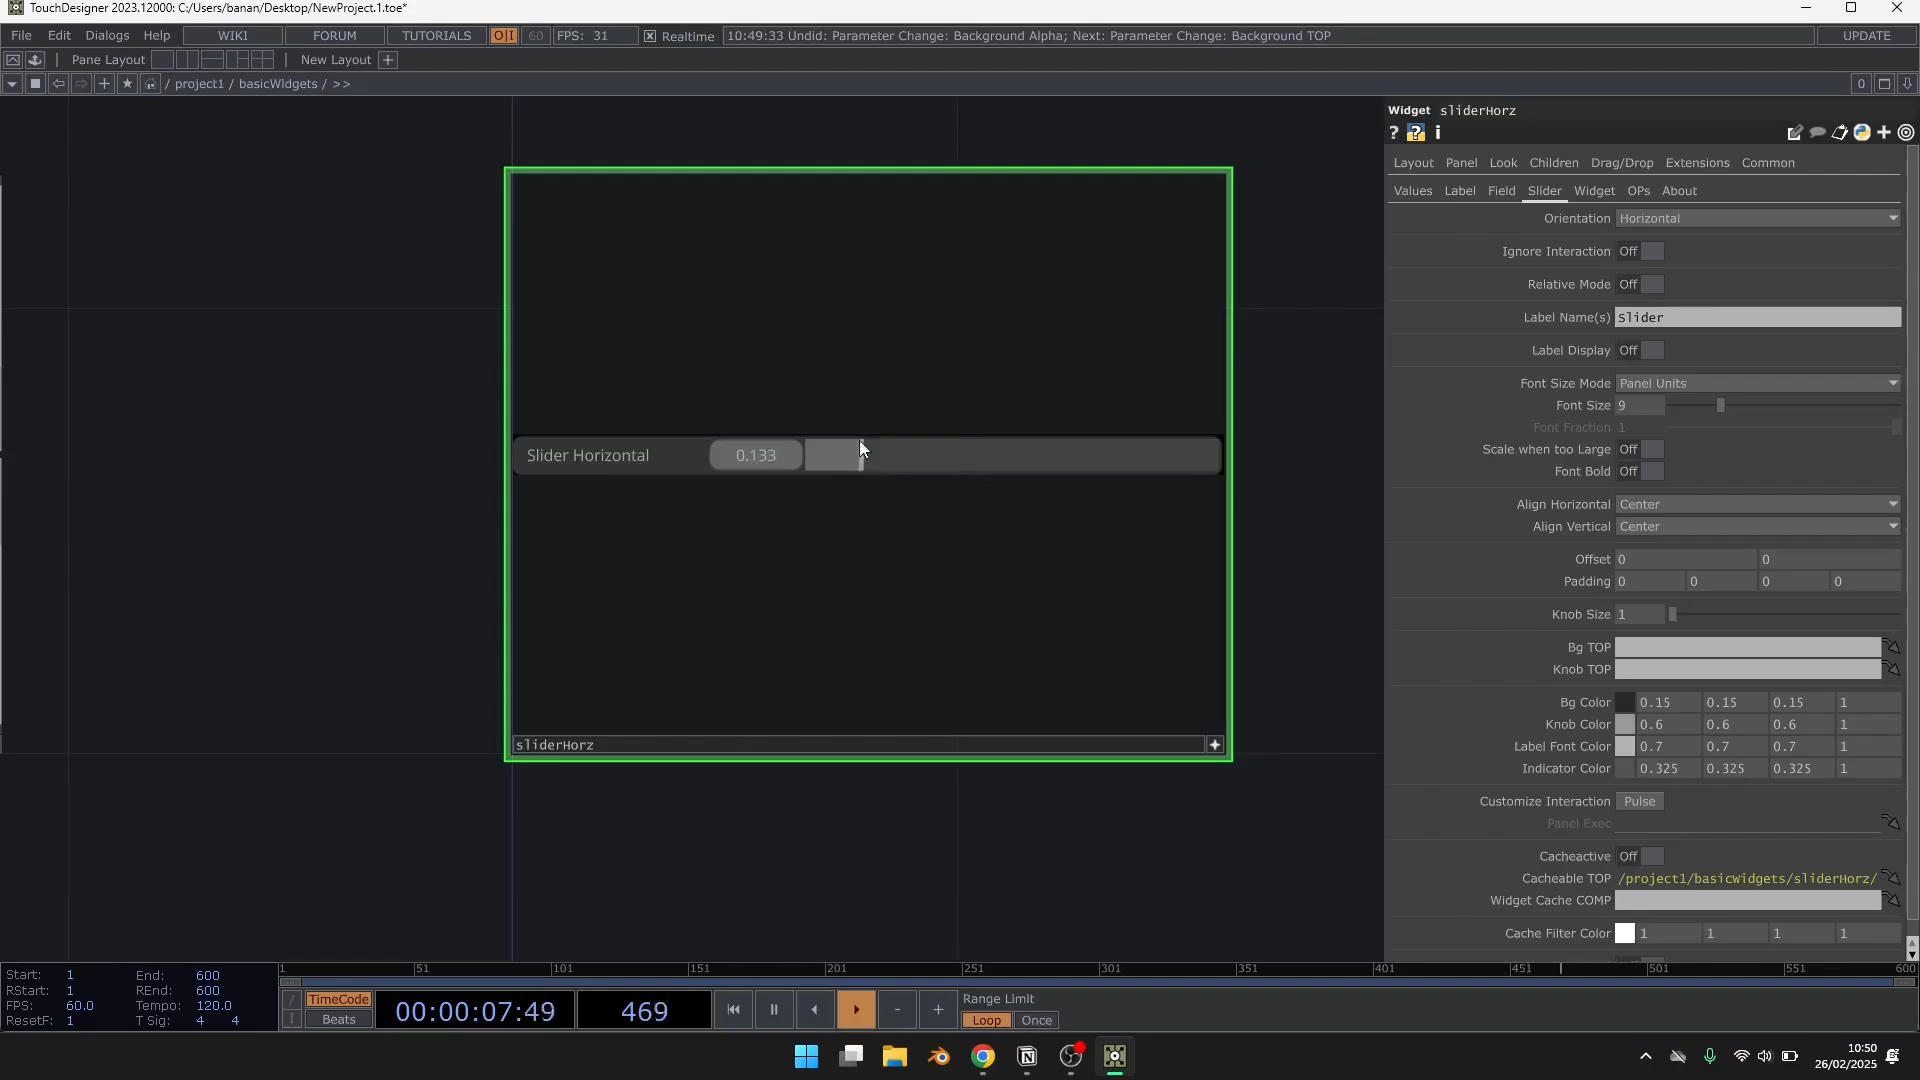 TouchDesigner 2023.12000: C:/Users/banan/Desktop/NewProject.1.toe*
File Edit Dialogs Help WIKI FORUM TUTORIALS O|I 60 FPS: 31 Realtime 10:49:33 Undid: Parameter Change: Background Alpha; Next: Parameter Change: Background TOP UPDATE
Pane Layout New Layout +
/ project1 / basicWidgets / >> 0
Widget sliderHorz
? ? i
Layout Panel Look Children Drag/Drop Extensions Common
Values Label Field Slider Widget OPs About
Orientation Horizontal
Ignore Interaction Off
Relative Mode Off
Label Name(s) Slider
Label Display Off
Font Size Mode Panel Units
Font Size 9
Font Fraction 1
Scale when too Large Off
Font Bold Off
Align Horizontal Center
Align Vertical Center
Offset 0 0
Padding 0 0 0 0
Knob Size 1
Bg TOP
Knob TOP
Bg Color 0.15 0.15 0.15 1
Knob Color 0.6 0.6 0.6 1
Label Font Color 0.7 0.7 0.7 1
Indicator Color 0.325 0.325 0.325 1
Customize Interaction Pulse
Panel Exec
Cacheactive Off
Cacheable TOP /project1/basicWidgets/sliderHorz/
Widget Cache COMP
Cache Filter Color 1 1 1 1
Slider Horizontal 0.133
sliderHorz
1 51 101 151 201 251 301 351 401 451 501 551 600
Start: 1 End: 600
RStart: 1 REnd: 600
FPS: 60.0 Tempo: 120.0
ResetF: 1 T Sig: 4 4
TimeCode
Beats
00:00:07:49 469
Range Limit
Loop Once
10:50
26/02/2025